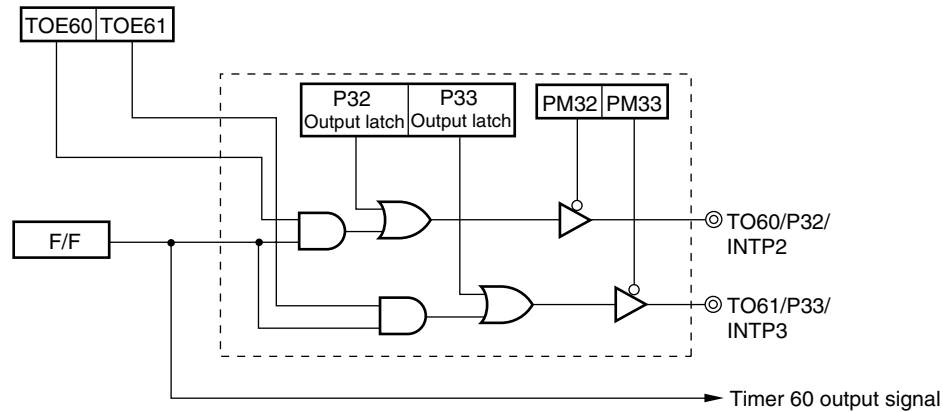 TOE60 TOE61
P32 P33
Output latch Output latch
PM32 PM33
F/F
TO60/P32/
INTP2
TO61/P33/
INTP3
Timer 60 output signal